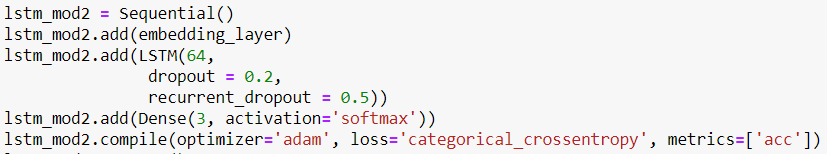 lstm_mod2 = Sequential()
lstm_mod2.add(embedding_layer)
lstm_mod2.add(LSTM(64,
               dropout = 0.2,
               recurrent_dropout = 0.5))
lstm_mod2.add(Dense(3, activation='softmax'))
lstm_mod2.compile(optimizer='adam', loss='categorical_crossentropy', metrics=['acc'])